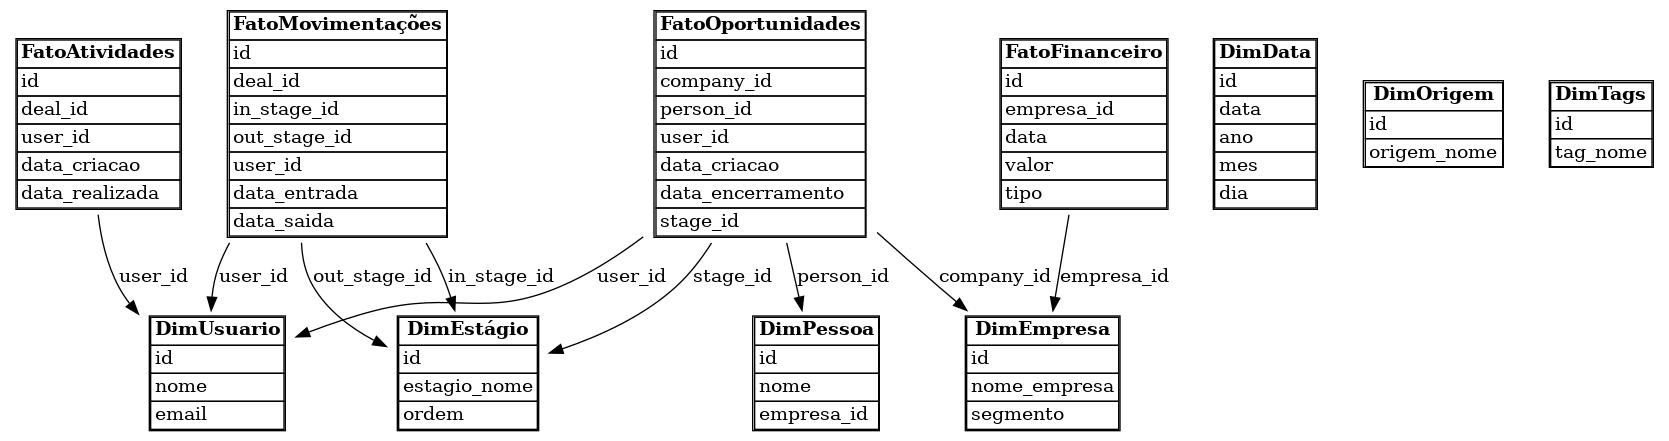 FatoAtividades
id
deal_id
user_id
data_criacao
data_realizada
FatoMovimentações
id
deal_id
in_stage_id
out_stage_id
user_id
data_entrada
data_saida
FatoOportunidades
id
company_id
person_id
user_id
data_criacao
data_encerramento
stage_id
FatoFinanceiro
id
empresa_id
data
valor
tipo
DimData
id
data
ano
mes
dia
DimOrigem
id
origem_nome
DimTags
id
tag_nome
user_id
user_id
out_stage_id
in_stage_id
user_id
stage_id
person_id
company_id
empresa_id
DimUsuario
id
nome
email
DimEstágio
id
estagio_nome
ordem
DimPessoa
id
nome
empresa_id
DimEmpresa
id
nome_empresa
segmento